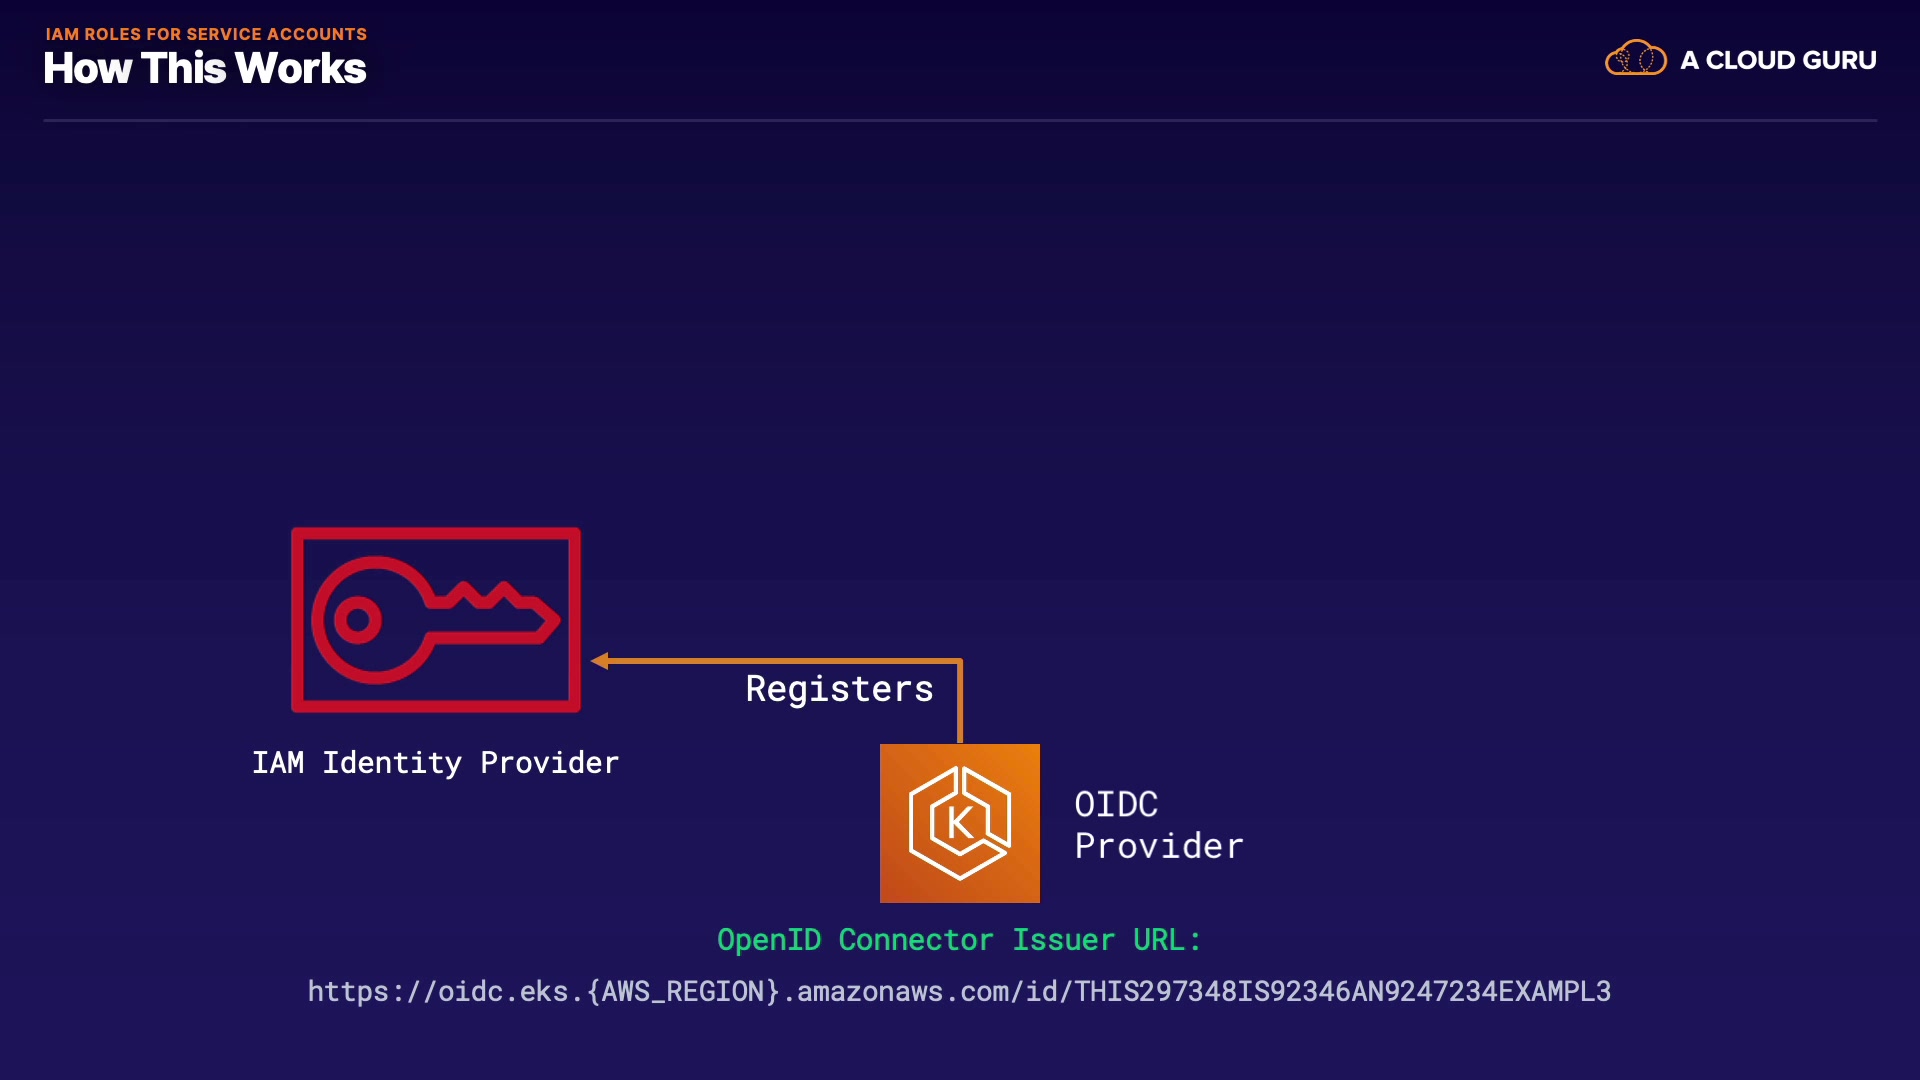 IAM ROLES FOR SERVICE ACCOUNTS
How This Works
A CLOUD GURU
Registers
IAM Identity Provider
K
OIDC
Provider
OpenID Connector Issuer URL:
https://oidc.eks.{AWS_REGION}.amazonaws.com/id/THIS297348IS92346AN9247234EXAMPL3